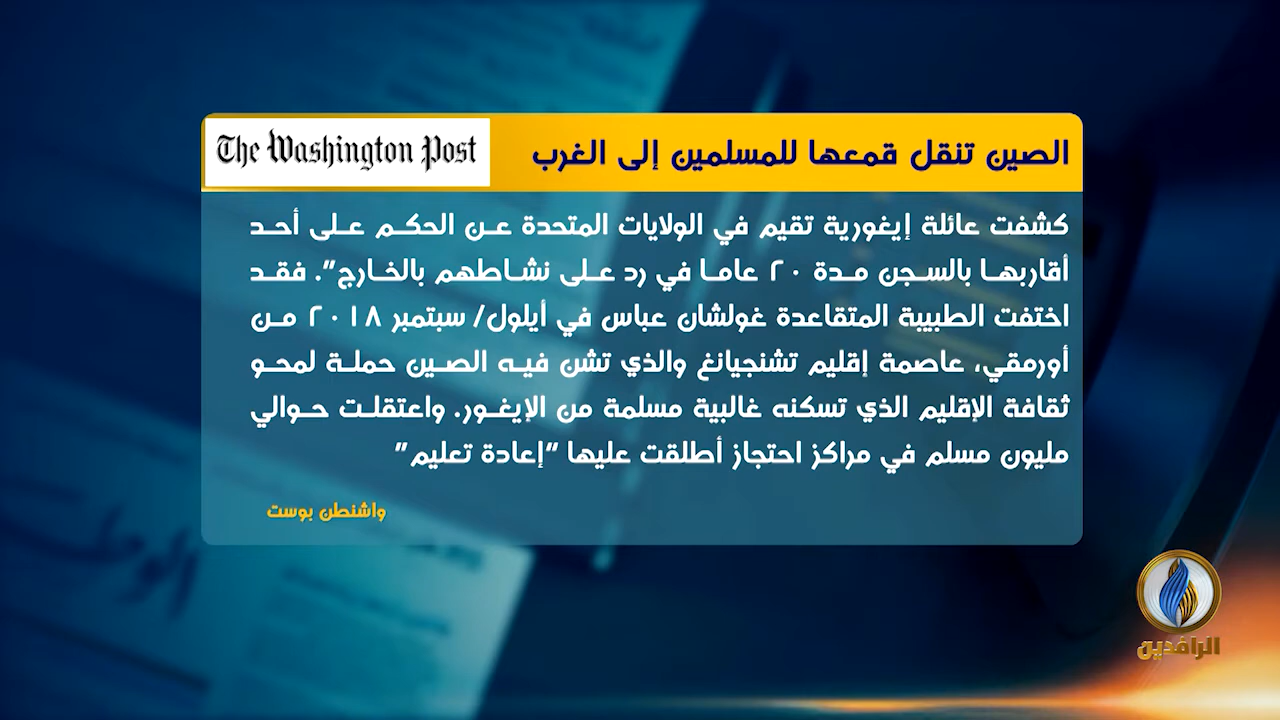 الصين تنقل قمعها للمسلمين إلى الغرب
The Washington Post
كشفت عائلة إيغورية تقيم في الولايات المتحدة عن الحكم على أحد
أقاربها بالسجن مدة ٢٠ عاما في رد على نشاطهم بالخارج”. فقد
اختفت الطبيبة المتقاعدة غولشان عباس في أيلول/ سبتمبر ٢٠١٨ من
أورمقي، عاصمة إقليم تشنجيانغ والذي تشن فيه الصين حملة لمحو
ثقافة الإقليم الذي تسكنه غالبية مسلمة من الإيغور. واعتقلت حوالي
مليون مسلم في مراكز احتجاز أطلقت عليها “إعادة تعليم”
واشنطن بوست
الرافدين